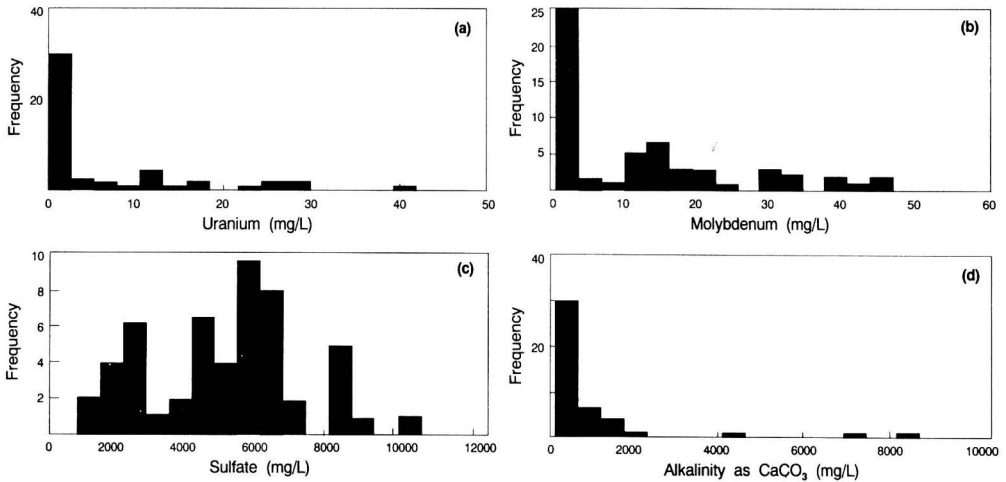 (a)
Frequency
40
20
0 10 20 30 40 50
Uranium (mg/L)
(b)
Frequency
25
20
15
10
5
0 10 20 30 40 50 60
Molybdenum (mg/L)
(c)
Frequency
10
8
6
4
2
0 2000 4000 6000 8000 10000 12000
Sulfate (mg/L)
(d)
Frequency
40
20
0 2000 4000 6000 8000 10000
Alkalinity as CaCO₃ (mg/L)